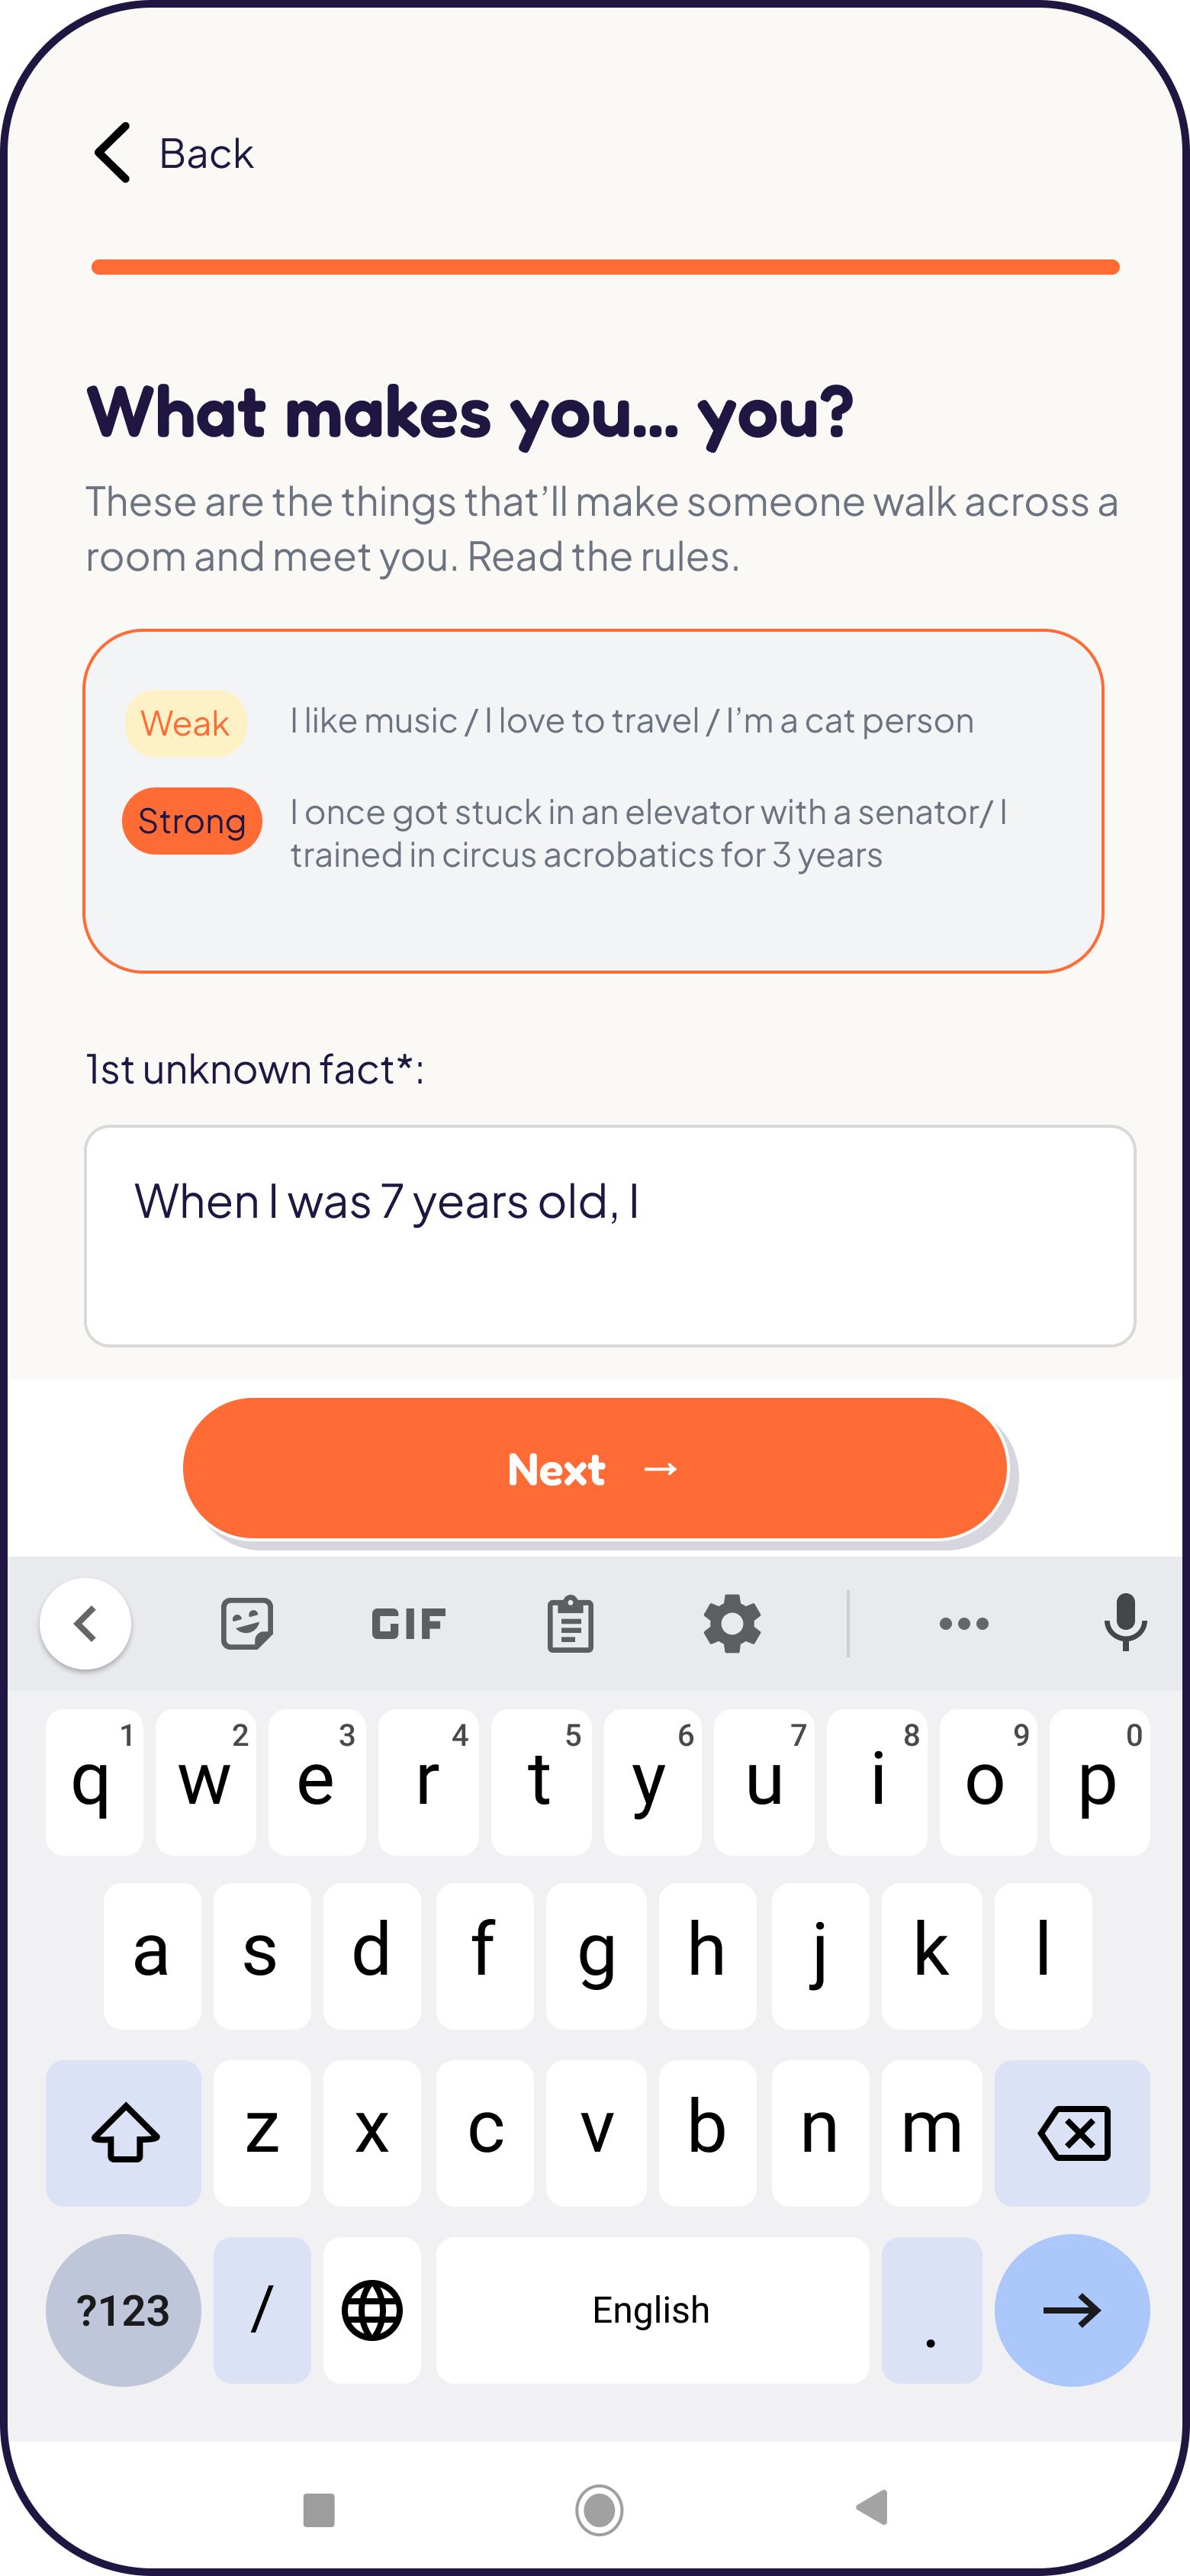 Back
What makes you... you?
These are the things that’ll make someone walk across a
room and meet you. Read the rules.
Weak
I like music / I love to travel / I’m a cat person
Strong
I once got stuck in an elevator with a senator/ I
trained in circus acrobatics for 3 years
1st unknown fact*:
When I was 7 years old, I
Next →
GIF
q 1 w 2 e 3 r 4 t 5 y 6 u 7 i 8 o 9 p 0
a s d f g h j k l
z x c v b n m
?123 / English .